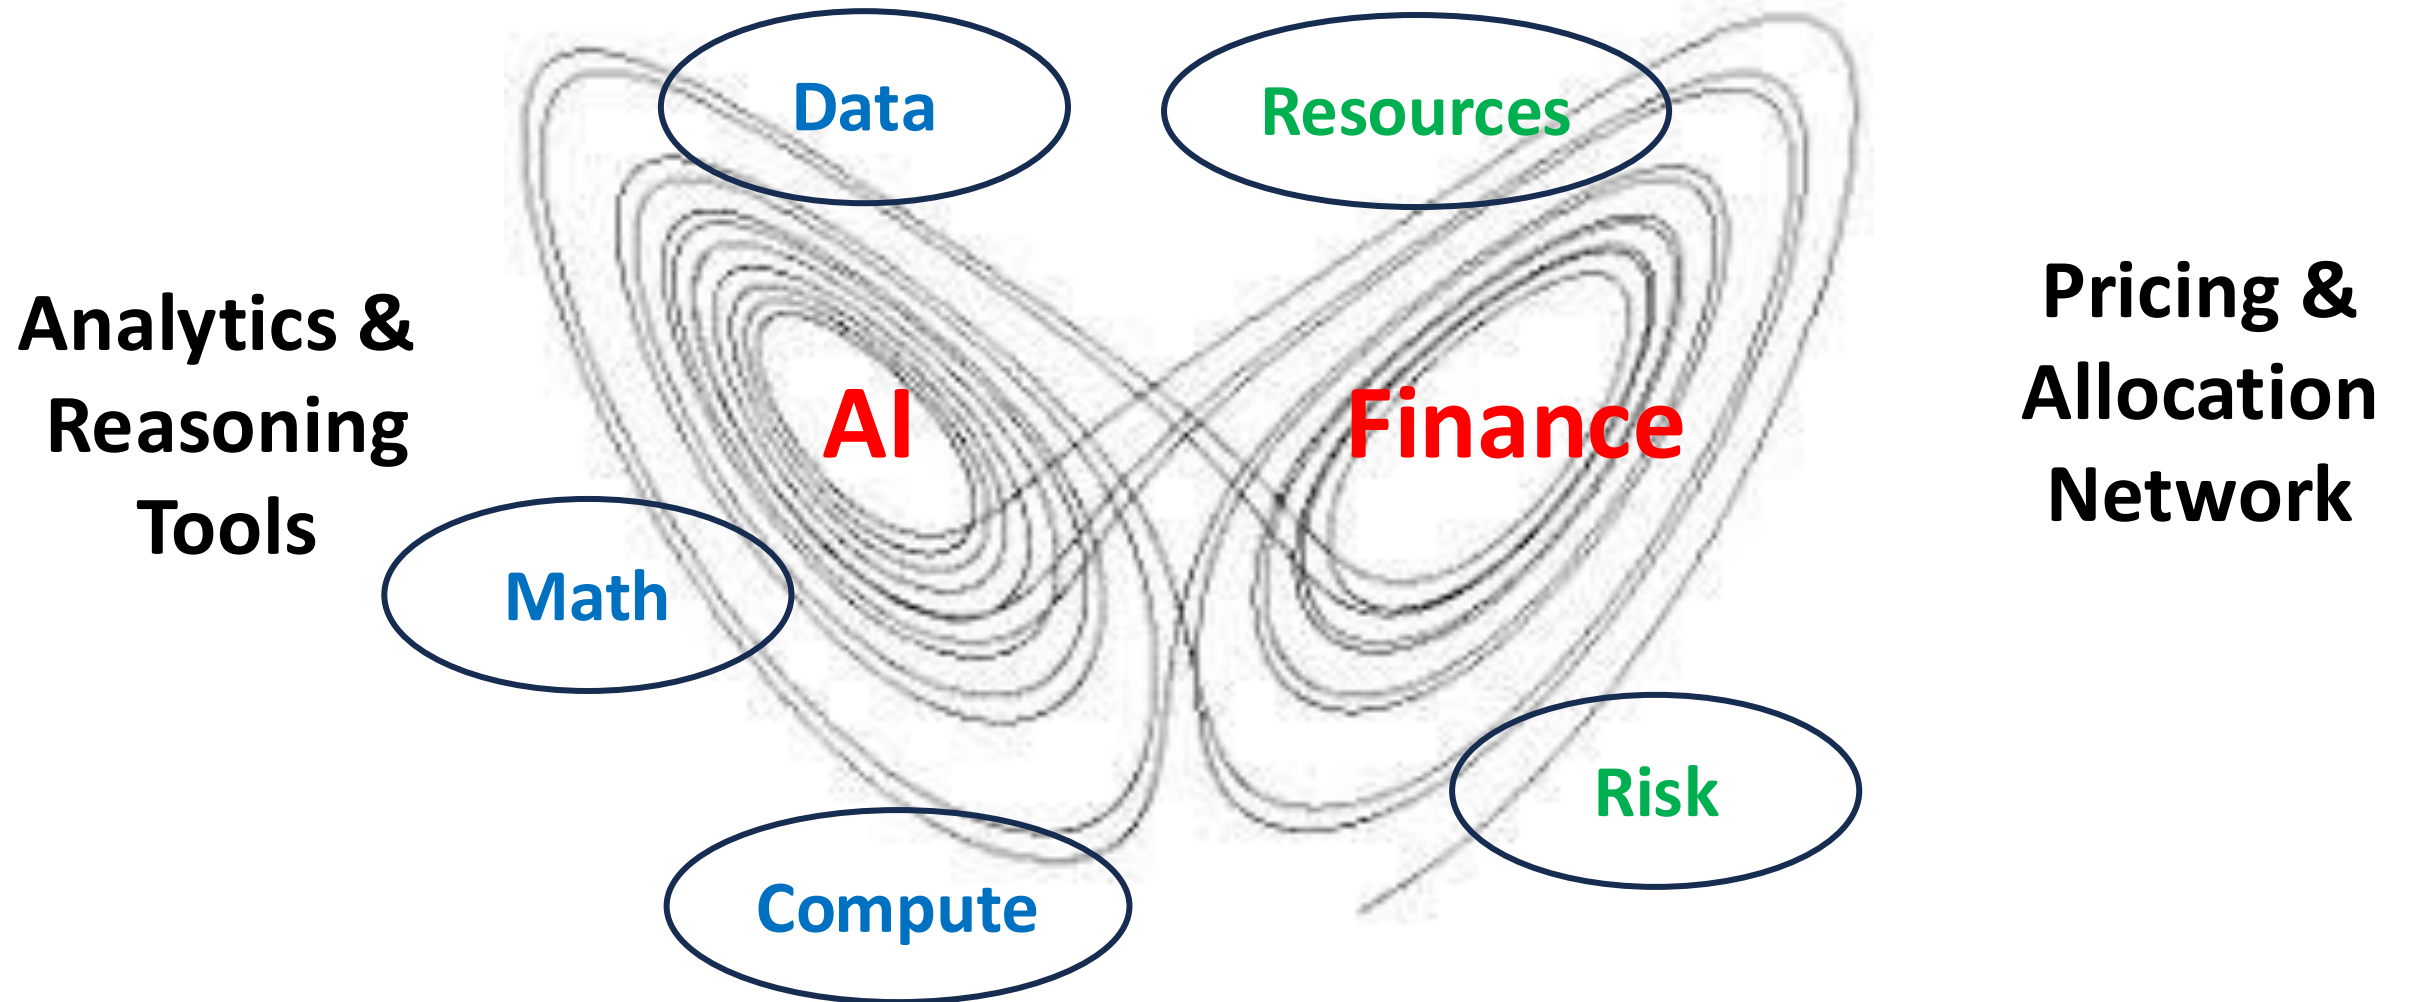 Data
Resources
Analytics &
Reasoning
Tools
AI
Finance
Pricing &
Allocation
Network
Math
Risk
Compute